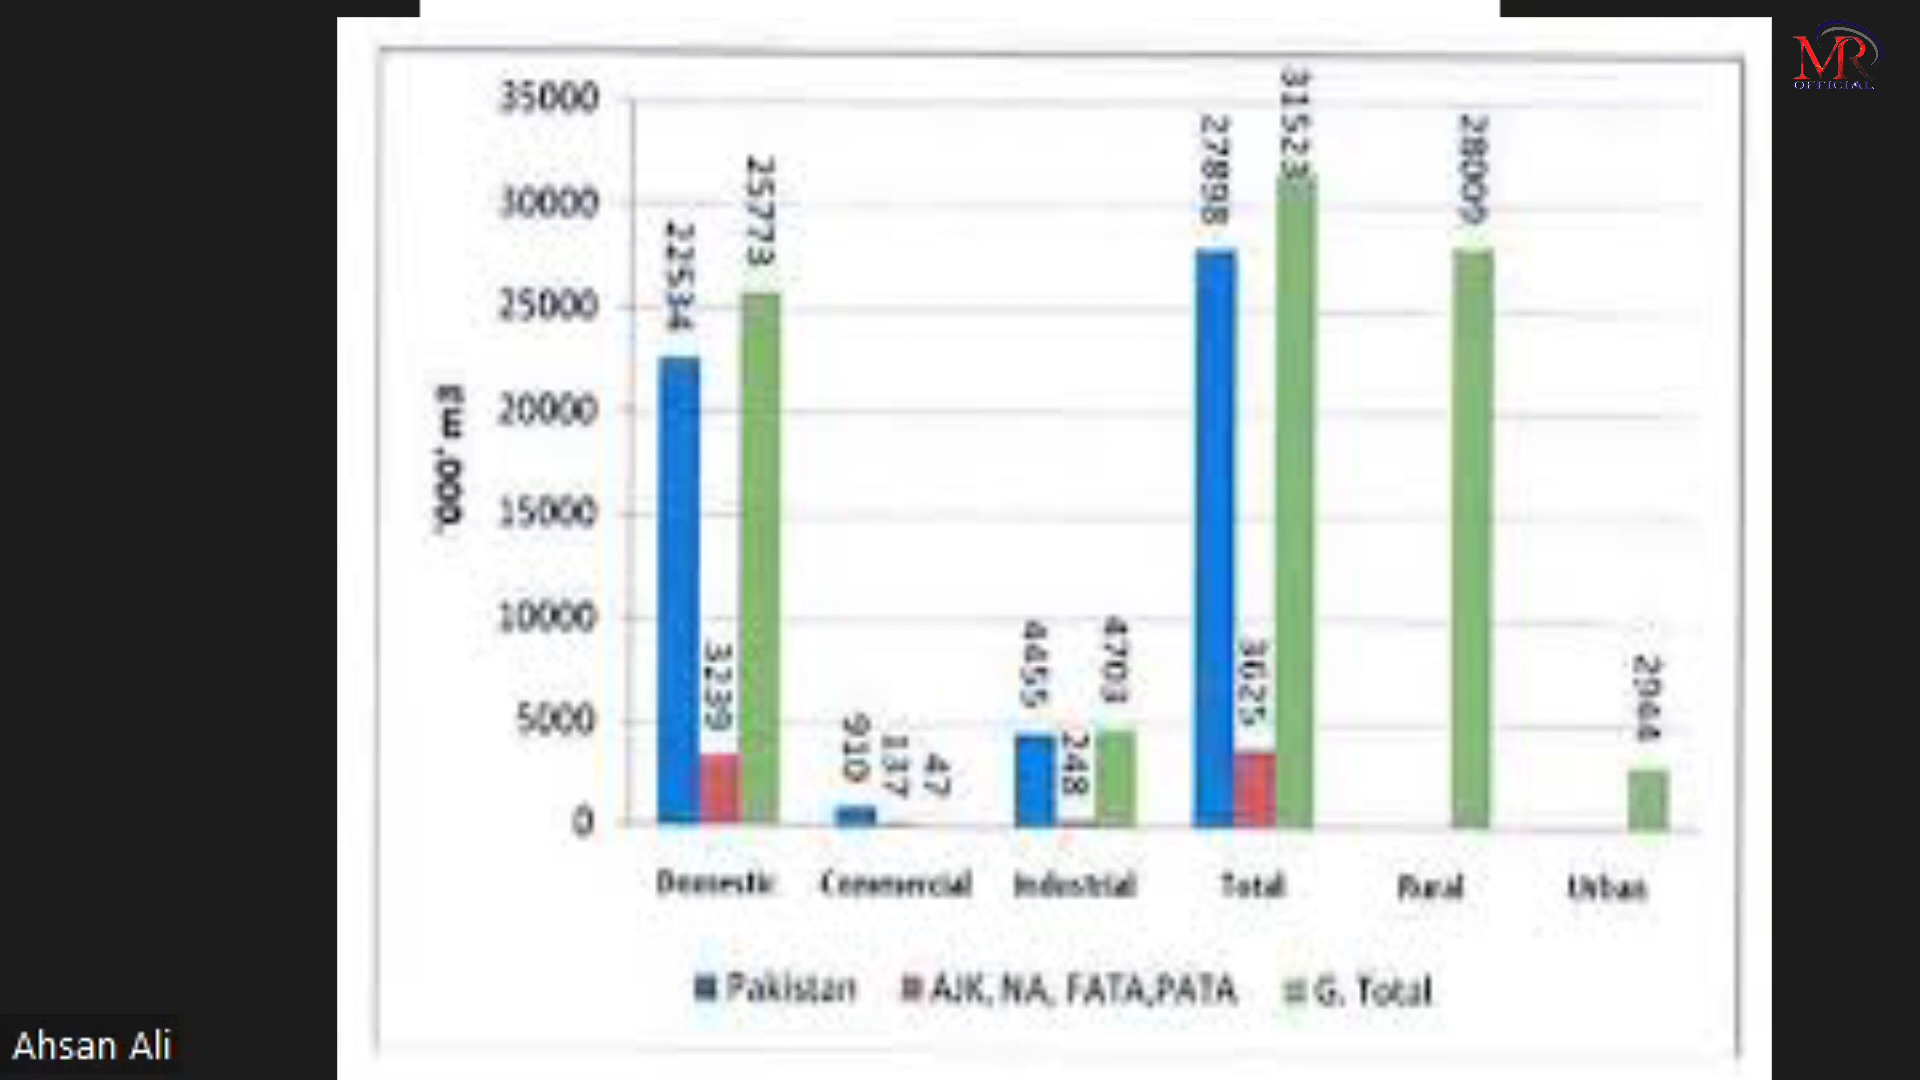 MR
OFFICIAL
35000
30000
25000
20000
15000
10000
5000
0
'000' m3
22534
3239
25773
910
137
47
4455
248
4703
27898
3625
31523
28009
2944
Domestic
Commercial
Industrial
Total
Rural
Urban
Pakistan
AJK, NA, FATA,PATA
G. Total
Ahsan Ali